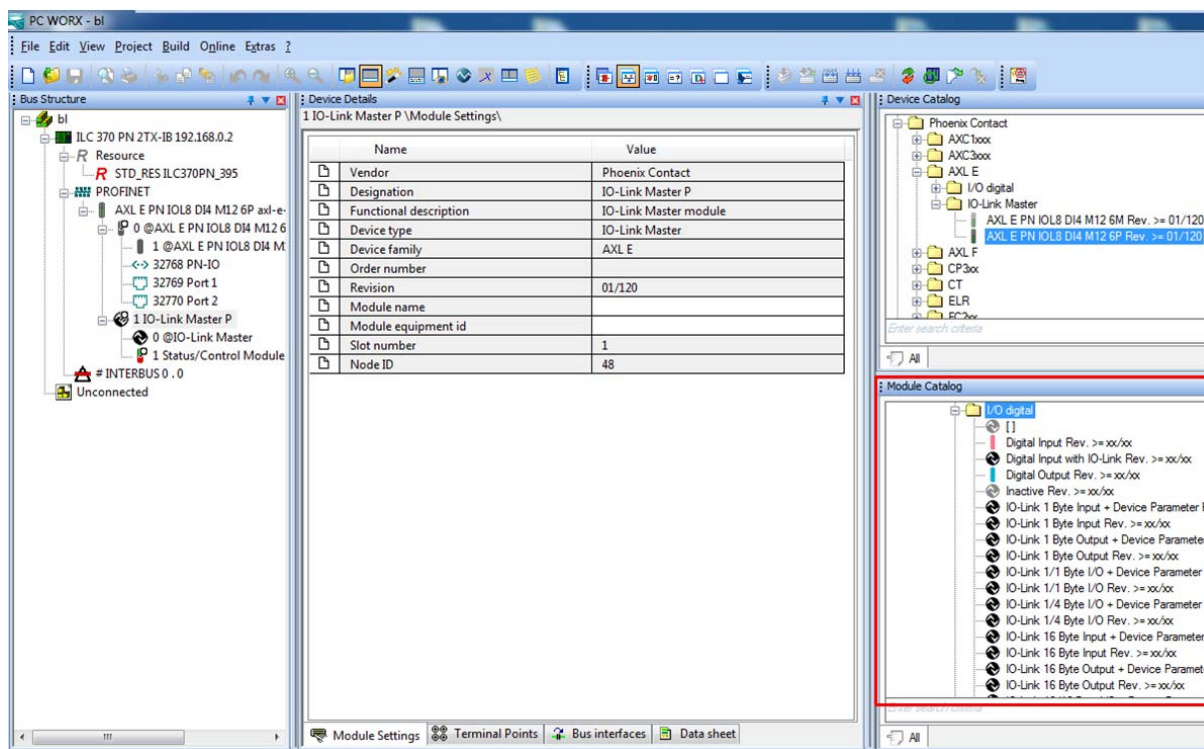 PC WORX - bl
File Edit View Project Build Online Extras ?
Bus Structure
bl
ILC 370 PN 2TX-IB 192.168.0.2
Resource
STD_RES ILC370PN_395
PROFINET
AXL E PN IOL8 DI4 M12 6P axl-e-
0 @AXL E PN IOL8 DI4 M12 6
1 @AXL E PN IOL8 DI4 M
32768 PN-IO
32769 Port 1
32770 Port 2
1 IO-Link Master P
0 @IO-Link Master
1 Status/Control Module
# INTERBUS 0 . 0
Unconnected
Device Details
1 IO-Link Master P \Module Settings\
Name Value
Vendor Phoenix Contact
Designation IO-Link Master P
Functional description IO-Link Master module
Device type IO-Link Master
Device family AXL E
Order number
Revision 01/120
Module name
Module equipment id
Slot number 1
Node ID 48
Module Settings Terminal Points Bus interfaces Data sheet
Device Catalog
Phoenix Contact
AXC1xxx
AXC3xxx
AXL E
I/O digital
IO-Link Master
AXL E PN IOL8 DI4 M12 6M Rev. >= 01/120
AXL E PN IOL8 DI4 M12 6P Rev. >= 01/120
AXL F
CP3xx
CT
ELR
FC2xx
Enter search criteria
All
Module Catalog
I/O digital
[]
Digital Input Rev. >= xx/xx
Digital Input with IO-Link Rev. >= xx/xx
Digital Output Rev. >= xx/xx
Inactive Rev. >= xx/xx
IO-Link 1 Byte Input + Device Parameter
IO-Link 1 Byte Input Rev. >= xx/xx
IO-Link 1 Byte Output + Device Parameter
IO-Link 1 Byte Output Rev. >= xx/xx
IO-Link 1/1 Byte I/O + Device Parameter
IO-Link 1/1 Byte I/O Rev. >= xx/xx
IO-Link 1/4 Byte I/O + Device Parameter
IO-Link 1/4 Byte I/O Rev. >= xx/xx
IO-Link 16 Byte Input + Device Parameter
IO-Link 16 Byte Input Rev. >= xx/xx
IO-Link 16 Byte Output + Device Paramet
IO-Link 16 Byte Output Rev. >= xx/xx
Enter search criteria
All